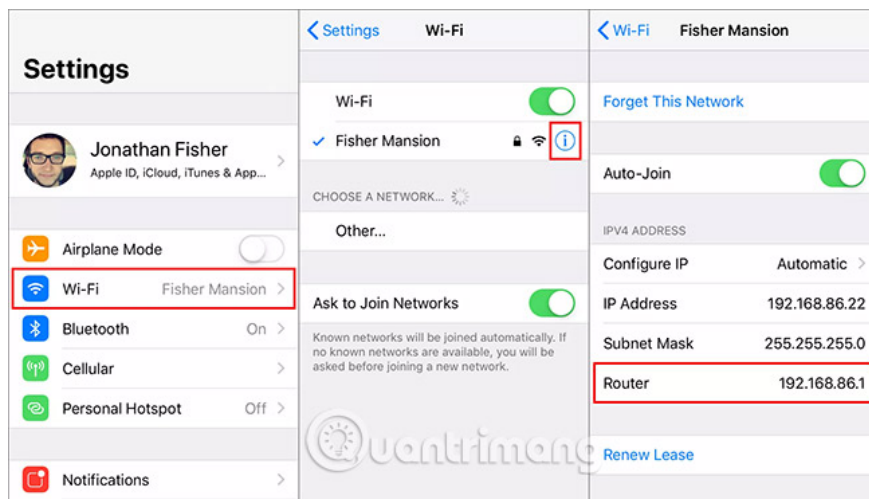 Settings
Jonathan Fisher
Apple ID, iCloud, iTunes & App...
Airplane Mode
Wi-Fi Fisher Mansion
Bluetooth On
Cellular
Personal Hotspot Off
Notifications
Settings Wi-Fi
Wi-Fi
Fisher Mansion
CHOOSE A NETWORK...
Other...
Ask to Join Networks
Known networks will be joined automatically. If
no known networks are available, you will be
asked before joining a new network.
Quantrimang
Wi-Fi Fisher Mansion
Forget This Network
Auto-Join
IPV4 ADDRESS
Configure IP Automatic
IP Address 192.168.86.22
Subnet Mask 255.255.255.0
Router 192.168.86.1
Renew Lease